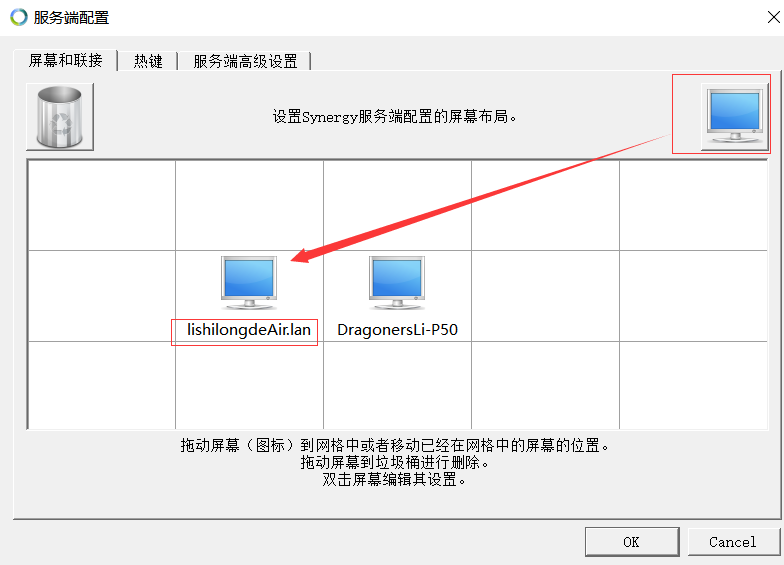 服务端配置
屏幕和联接
热键
服务端高级设置
设置Synergy服务端配置的屏幕布局。
lishilongdeAir.lan
DragonersLi-P50
拖动屏幕（图标）到网格中或者移动已经在网格中的屏幕的位置。
拖动屏幕到垃圾桶进行删除。
双击屏幕编辑其设置。
OK
Cancel